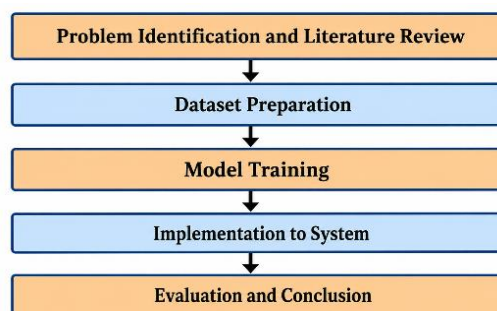 Problem Identification and Literature Review
Dataset Preparation
Model Training
Implementation to System
Evaluation and Conclusion